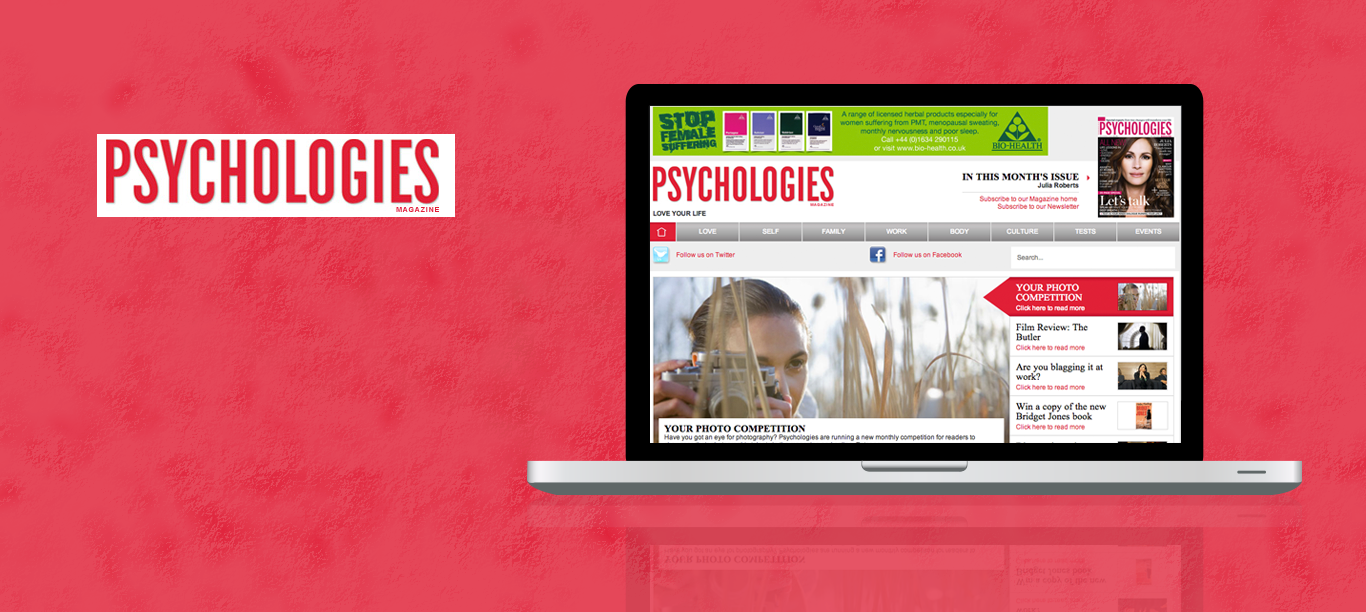 PSYCHOLOGIES
MAGAZINE
STOP
FEMALE
SUFFERING
A range of licensed herbal products especially for
women suffering from PMT, menopausal sweating,
monthly nervousness and poor sleep.
Call +44 (0)1634 290115
or visit www.bio-health.co.uk
BIO-HEALTH
PSYCHOLOGIES
Let's talk
PSYCHOLOGIES
MAGAZINE
LOVE YOUR LIFE
IN THIS MONTH'S ISSUE
Julia Roberts
Subscribe to our Magazine home
Subscribe to our Newsletter
LOVE
SELF
FAMILY
WORK
BODY
CULTURE
TESTS
EVENTS
Follow us on Twitter
Follow us on Facebook
Search...
YOUR PHOTO
COMPETITION
Click here to read more
Film Review: The
Butler
Click here to read more
Are you blagging it at
work?
Click here to read more
Win a copy of the new
Bridget Jones book
Click here to read more
YOUR PHOTO COMPETITION
Have you got an eye for photography? Psychologies are running a new monthly competition for readers to